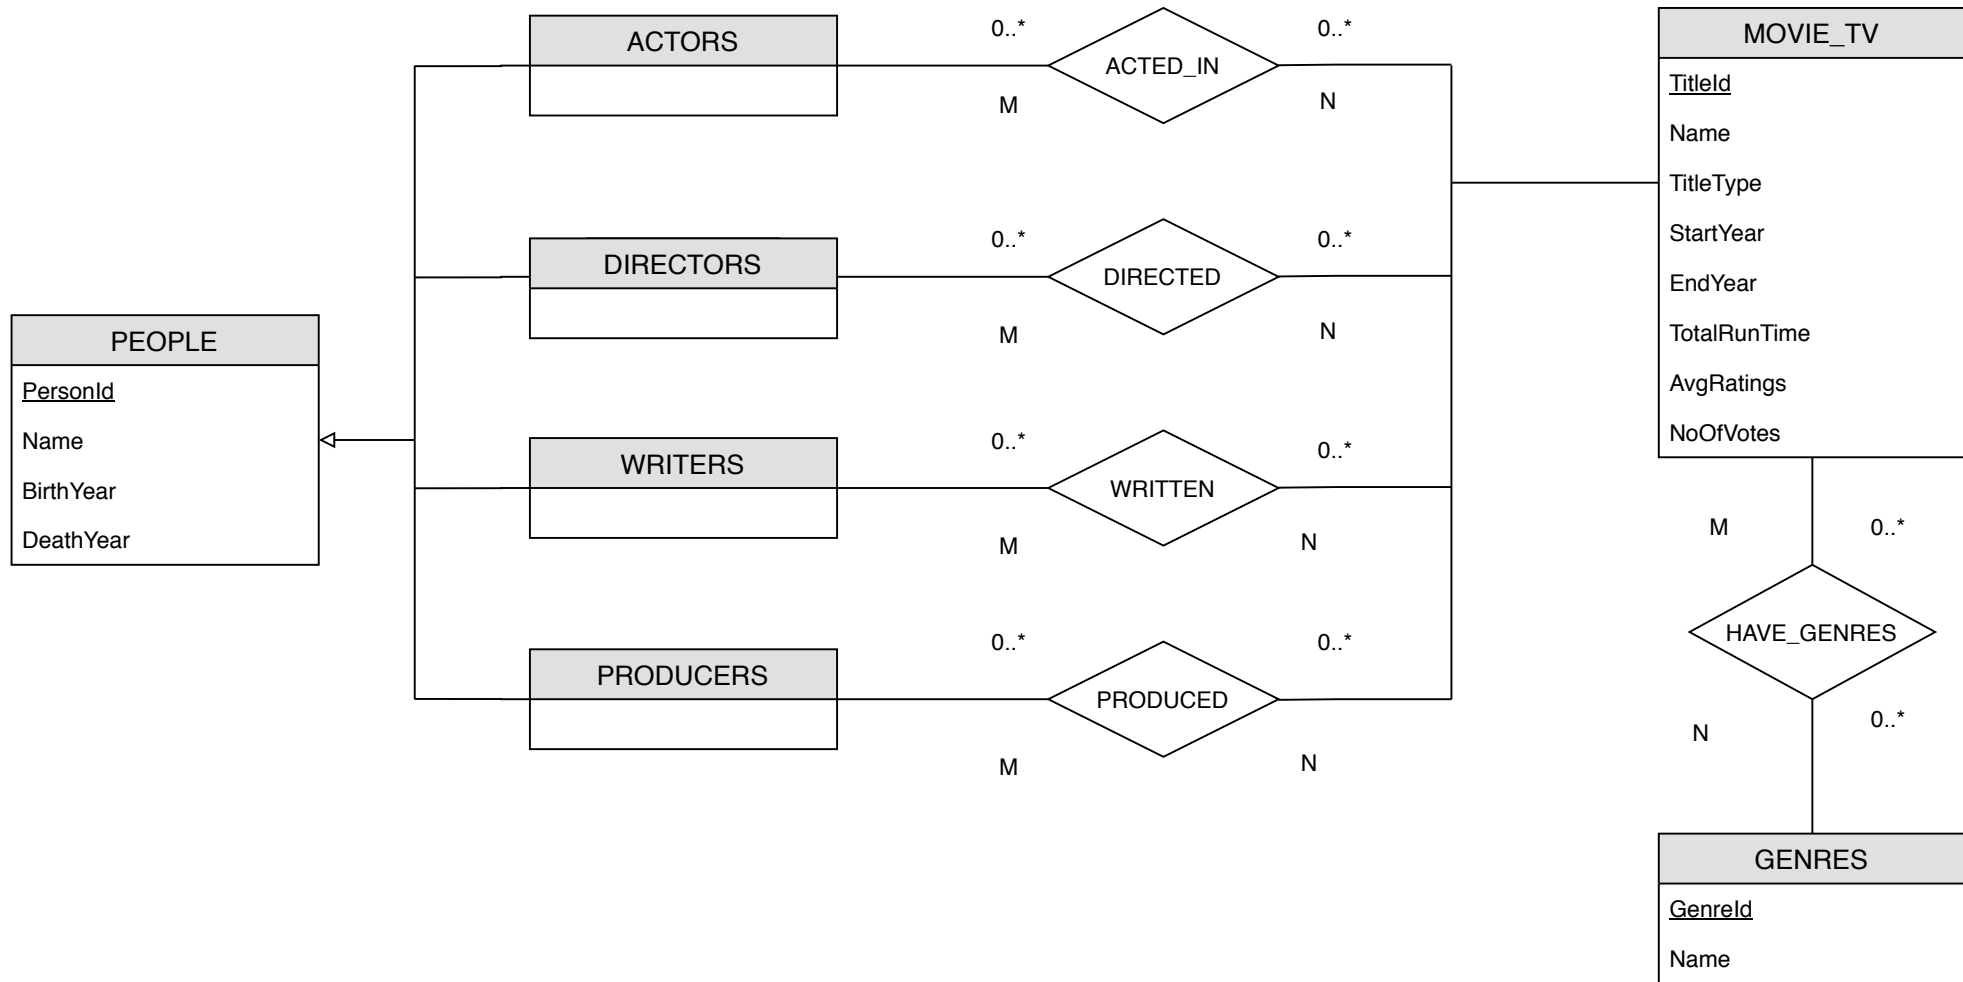 ACTORS
0..*
ACTED_IN
0..*
M
N
MOVIE_TV
TitleId
Name
TitleType
StartYear
EndYear
TotalRunTime
AvgRatings
NoOfVotes
DIRECTORS
0..*
DIRECTED
0..*
M
N
PEOPLE
PersonId
Name
BirthYear
DeathYear
WRITERS
0..*
WRITTEN
0..*
M
N
PRODUCERS
0..*
PRODUCED
0..*
M
N
M
0..*
HAVE_GENRES
N
0..*
GENRES
GenreId
Name